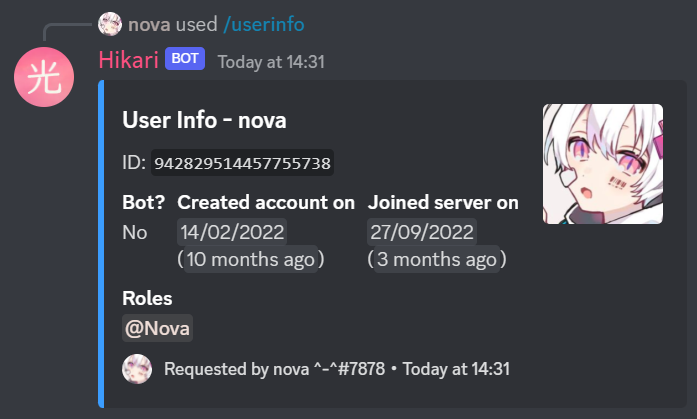 nova used /userinfo
光
Hikari BOT Today at 14:31
User Info - nova
ID: 942829514457755738
Bot? Created account on Joined server on
No 14/02/2022 27/09/2022
(10 months ago) (3 months ago)
Roles
@Nova
Requested by nova ^-^#7878 • Today at 14:31